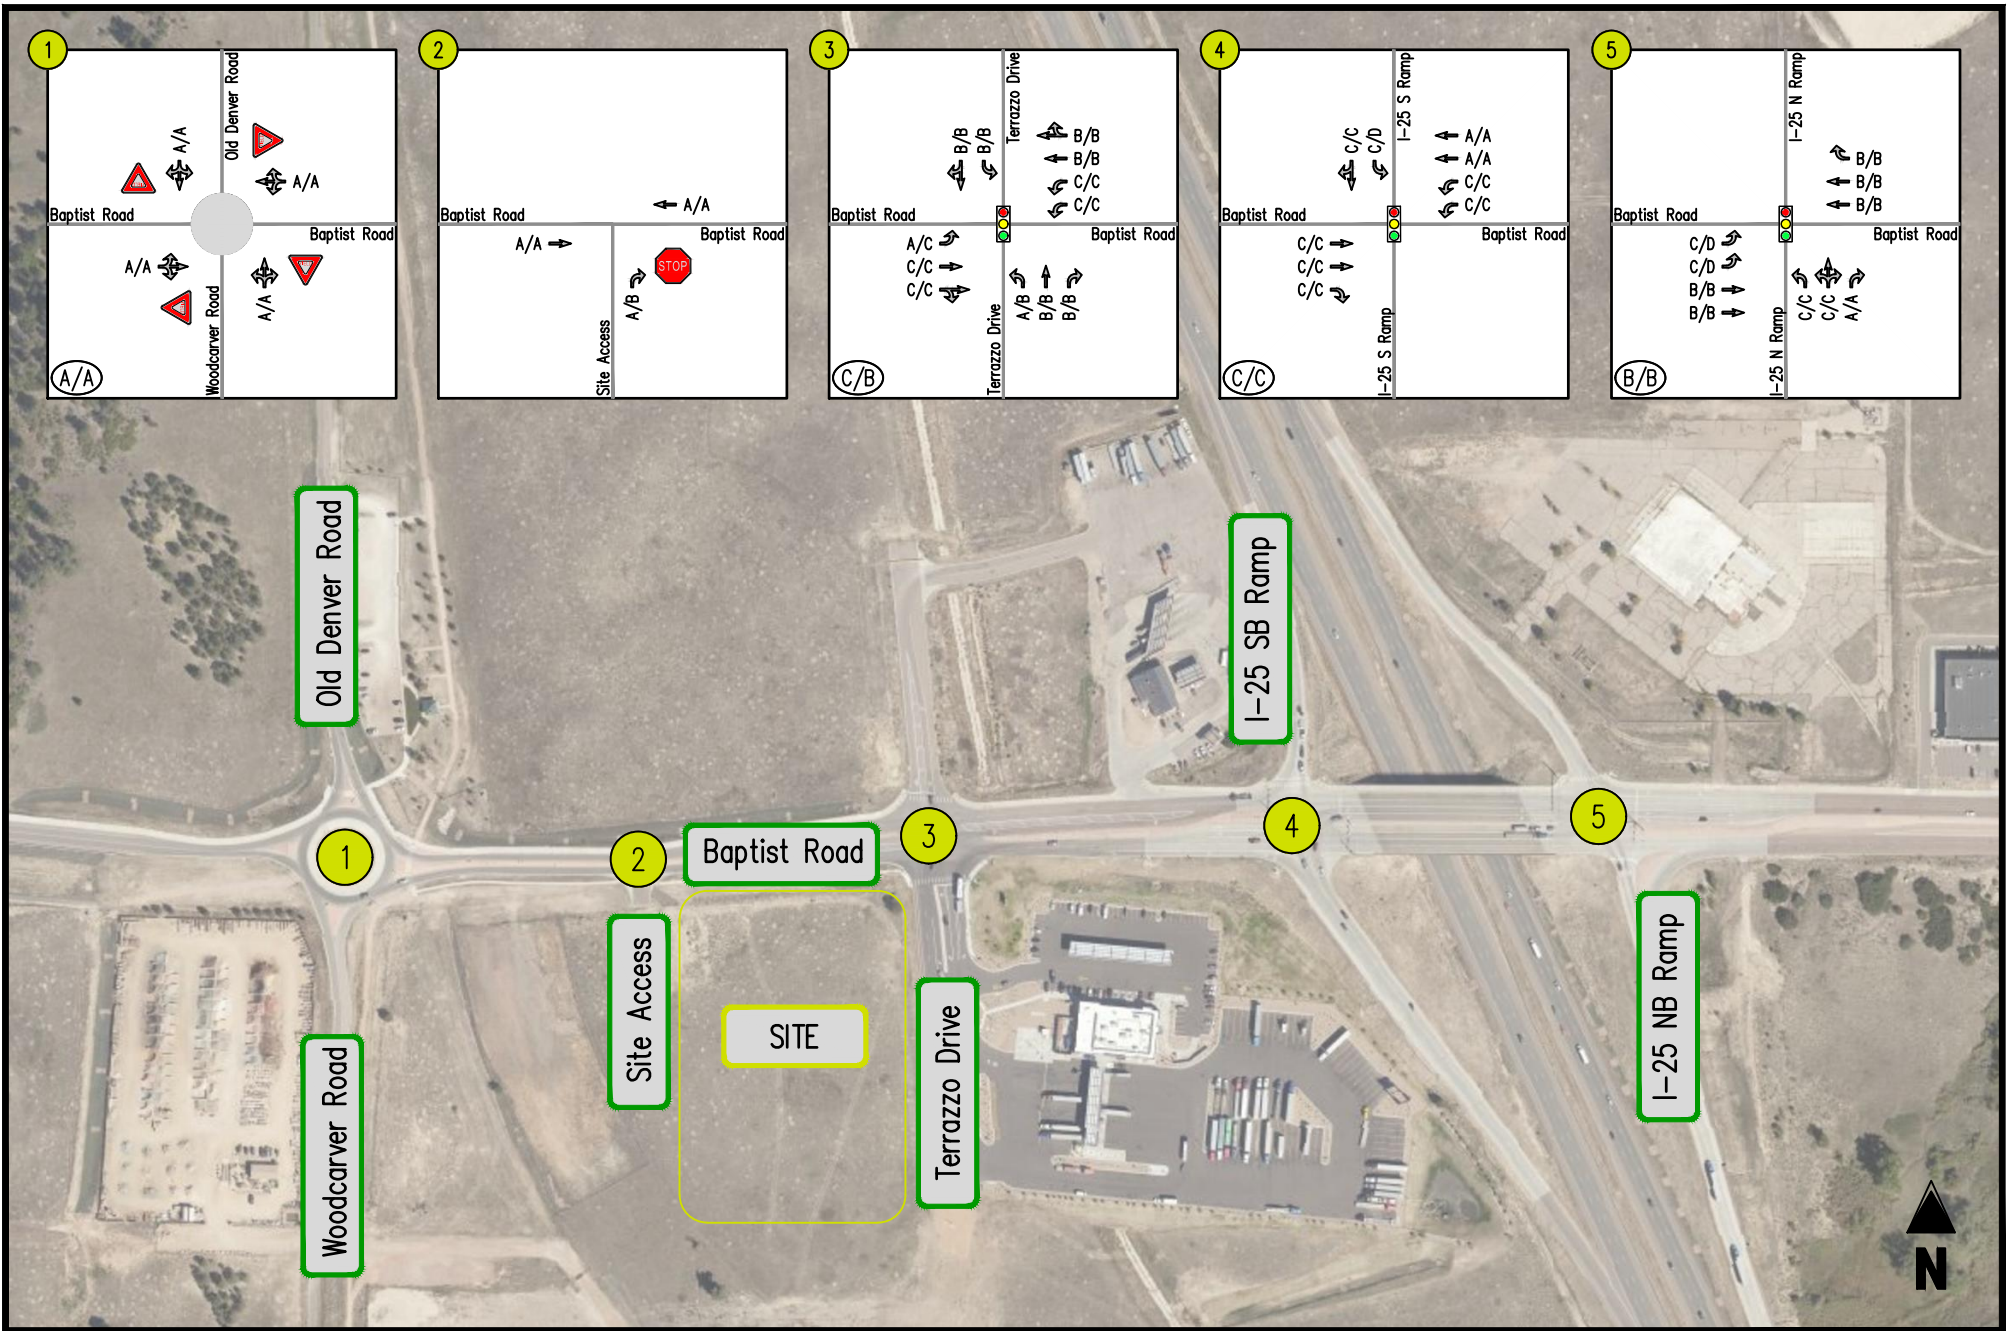 1
Old Denver Road
A/A
A/A
Baptist Road
Baptist Road
A/A
A/A
Woodcarver Road
A/A
2
A/A
Baptist Road
Baptist Road
A/A
STOP
A/B
Site Access
3
Terrazzo Drive
B/B
B/B
B/B
B/B
C/C
C/C
Baptist Road
Baptist Road
A/C
C/C
C/C
A/B
B/B
B/B
Terrazzo Drive
C/B
4
I-25 S Ramp
C/C
C/D
A/A
A/A
C/C
C/C
Baptist Road
Baptist Road
C/C
C/C
C/C
I-25 S Ramp
C/C
5
I-25 N Ramp
B/B
B/B
B/B
Baptist Road
Baptist Road
C/D
C/D
B/B
B/B
C/C
C/C
A/A
I-25 N Ramp
B/B
Old Denver Road
I-25 SB Ramp
1
2
Baptist Road
3
4
5
Site Access
SITE
Terrazzo Drive
I-25 NB Ramp
Woodcarver Road
N